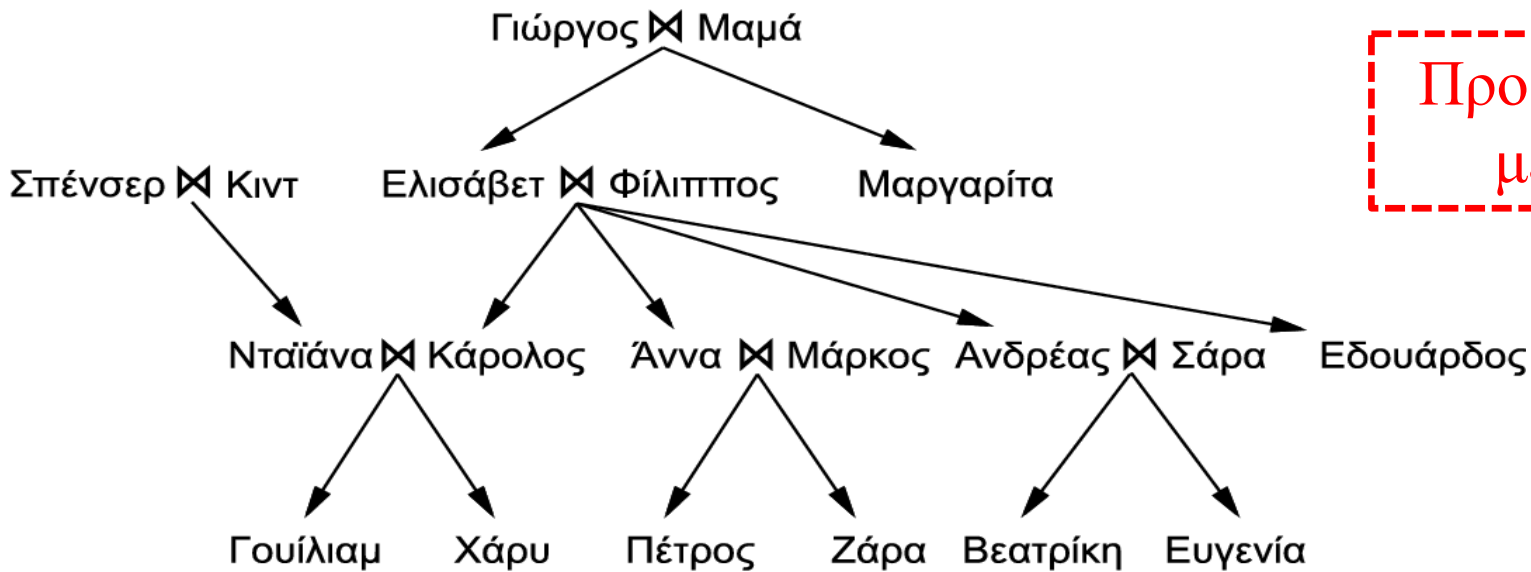 Γιώργος ⋈ Μαμά
Σπένσερ ⋈ Κιντ Ελισάβετ ⋈ Φίλιππος Μαργαρίτα
Νταϊάνα ⋈ Κάρολος Άννα ⋈ Μάρκος Ανδρέας ⋈ Σάρα Εδουάρδος
Γουίλιαμ Χάρυ Πέτρος Ζάρα Βεατρίκη Ευγενία